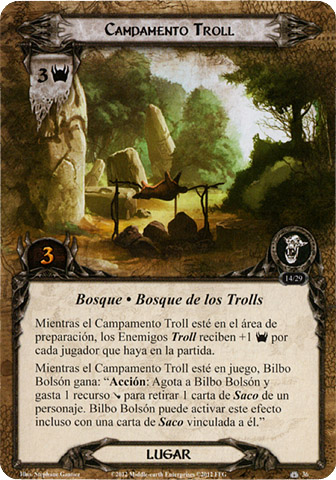 Campamento Troll
3
3
14/29
Bosque • Bosque de los Trolls
Mientras el Campamento Troll esté en el área de
preparación, los Enemigos Troll reciben +1 por
cada jugador que haya en la partida.
Mientras el Campamento Troll esté en juego, Bilbo
Bolsón gana: “Acción: Agota a Bilbo Bolsón y
gasta 1 recurso para retirar 1 carta de Saco de un
personaje. Bilbo Bolsón puede activar este efecto
incluso con una carta de Saco vinculada a él.”
LUGAR
Ilus. Stephane Gantiez
©2012 Middle-earth Enterprises ©2012 FFG
36